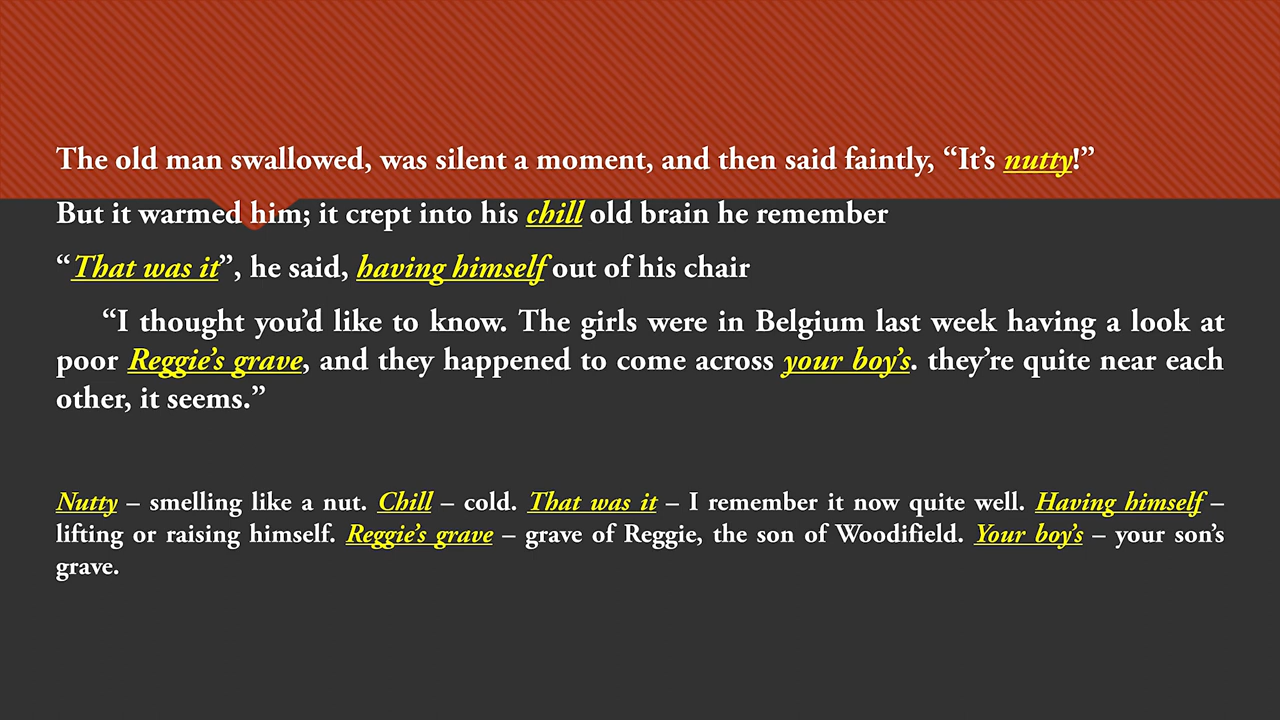 The old man swallowed, was silent a moment, and then said faintly, “It’s nutty!”
But it warmed him; it crept into his chill old brain he remember
“That was it”, he said, having himself out of his chair
“I thought you’d like to know. The girls were in Belgium last week having a look at
poor Reggie’s grave, and they happened to come across your boy’s. they’re quite near each
other, it seems.”
Nutty – smelling like a nut. Chill – cold. That was it – I remember it now quite well. Having himself –
lifting or raising himself. Reggie’s grave – grave of Reggie, the son of Woodifield. Your boy’s – your son’s
grave.